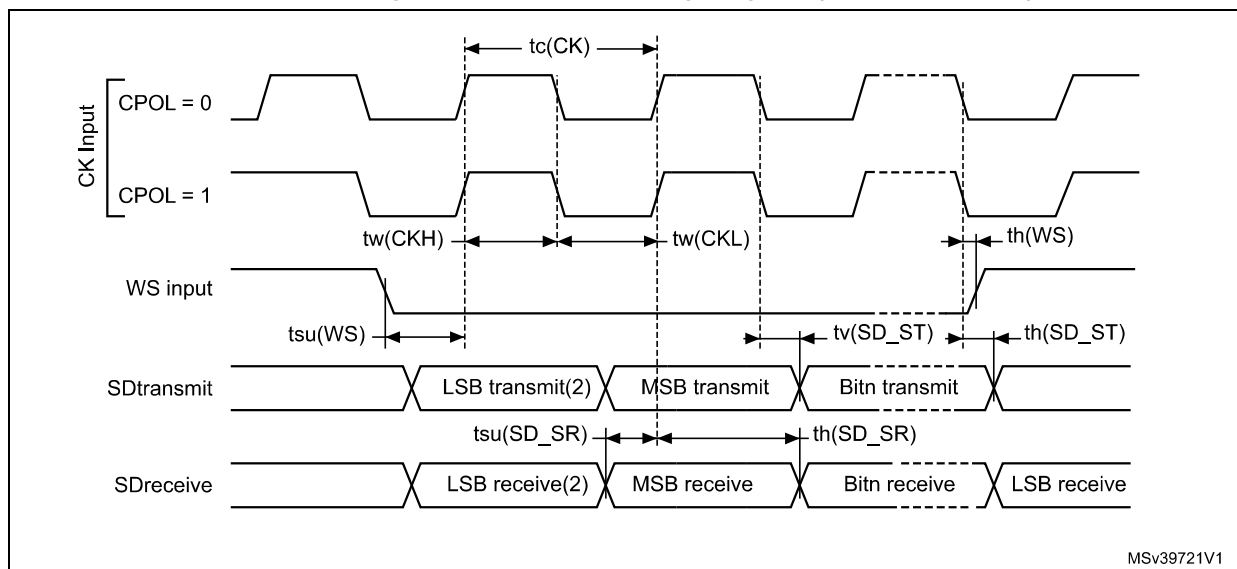 tc(CK)
CK Input
CPOL = 0
CPOL = 1
tw(CKH)
tw(CKL)
th(WS)
WS input
tsu(WS)
tv(SD_ST)
th(SD_ST)
SDtransmit
LSB transmit(2)
MSB transmit
Bitn transmit
tsu(SD_SR)
th(SD_SR)
SDreceive
LSB receive(2)
MSB receive
Bitn receive
LSB receive
MSv39721V1